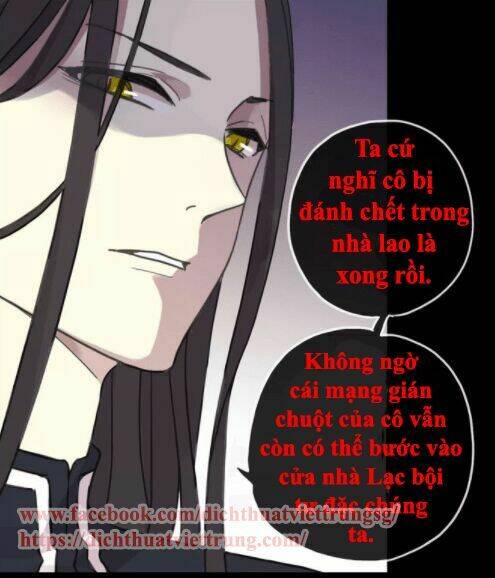 Ta cứ
nghĩ cô bị
đánh chết trong
nhà lao là
xong rồi.
Không ngờ
cái mạng gián
chuột của cô vẫn
còn có thể bước vào
cửa nhà Lạc bội
tự đặc chúng
ta.
www.facebook.com/dichthuatviettrungsg/
https://dichthuatviettrung.com/